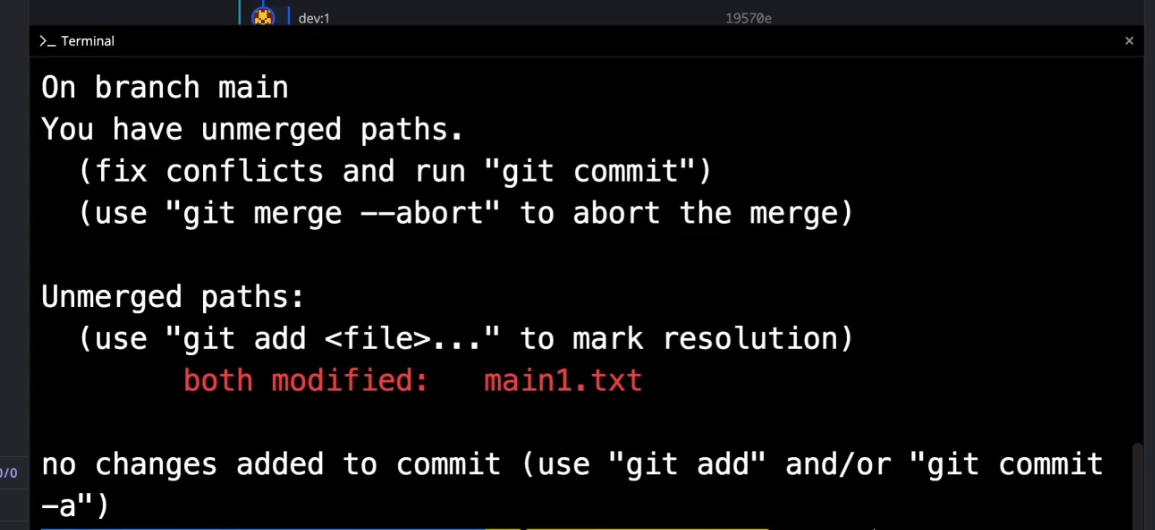 dev:1 19570e
>_ Terminal ×
On branch main
You have unmerged paths.
(fix conflicts and run "git commit")
(use "git merge --abort" to abort the merge)
Unmerged paths:
(use "git add <file>..." to mark resolution)
both modified: main1.txt
0/0
no changes added to commit (use "git add" and/or "git commit
-a")